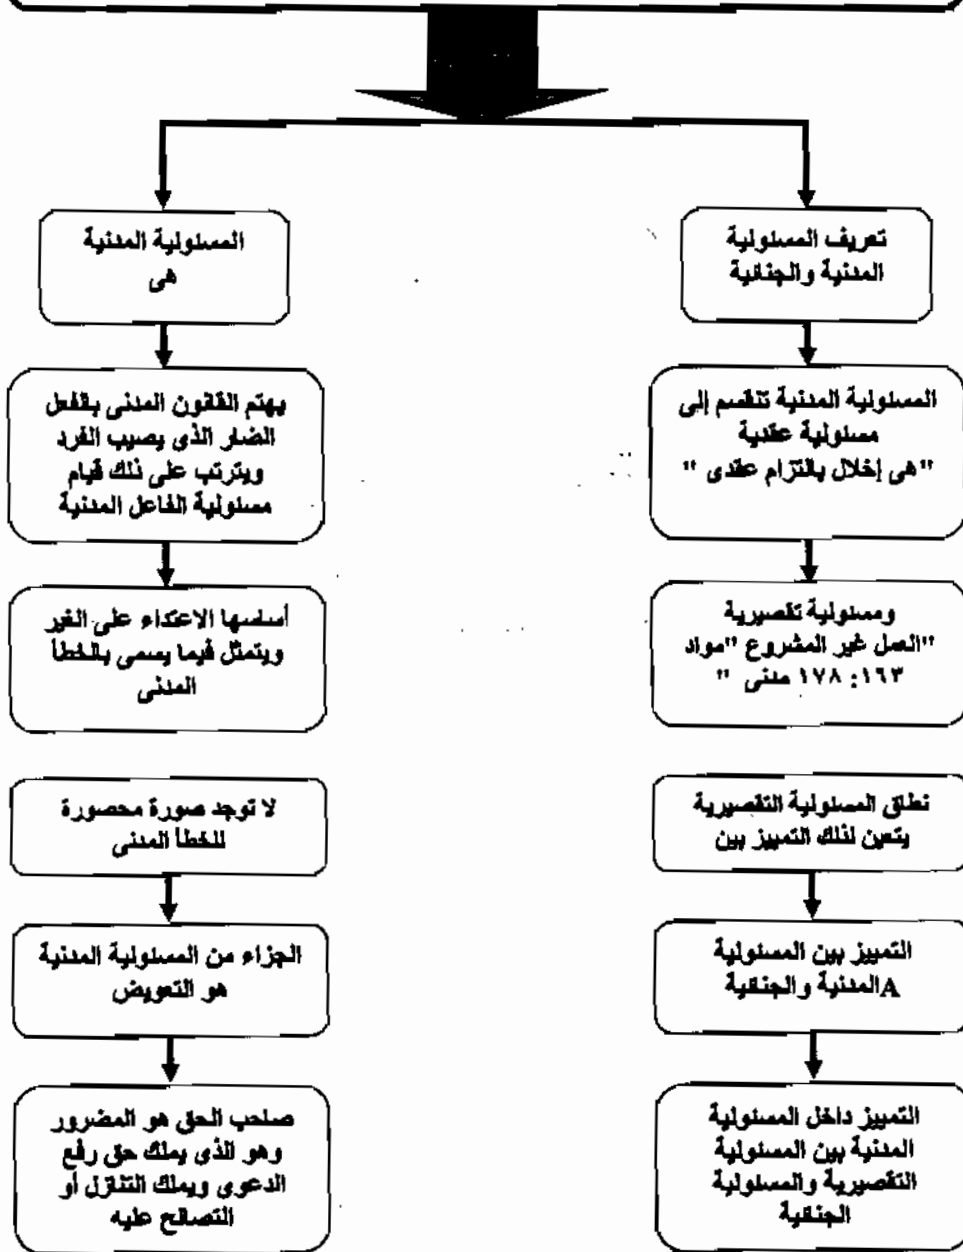 تعريف المسئولية
المدنية والجنائية
المسئولية المدنية تنقسم إلى
مسئولية عقدية
"هى إخلال بالتزام عقدى "
ومسئولية تقصيرية
"العمل غير المشروع "مواد
١٦٣: ١٧٨ مدنى "
نطاق المسئولية التقصيرية
يتعين لذلك التمييز بين
التمييز بين المسئولية
Aالمدنية والجنائية
التمييز داخل المسئولية
المدنية بين المسئولية
التقصيرية والمسئولية
الجنائية
المسئولية المدنية
هى
يهتم القانون المدنى بالفعل
الضار الذى يصيب الفرد
ويترتب على ذلك قيام
مسئولية الفاعل المدنية
أساسها الاعتداء على الغير
ويتمثل فيما يسمى بالخطأ
المدنى
لا توجد صورة محصورة
للخطأ المدنى
الجزاء من المسئولية المدنية
هو التعويض
صاحب الحق هو المضرور
وهو الذى يملك حق رفع
الدعوى ويملك التنازل أو
التصالح عليه